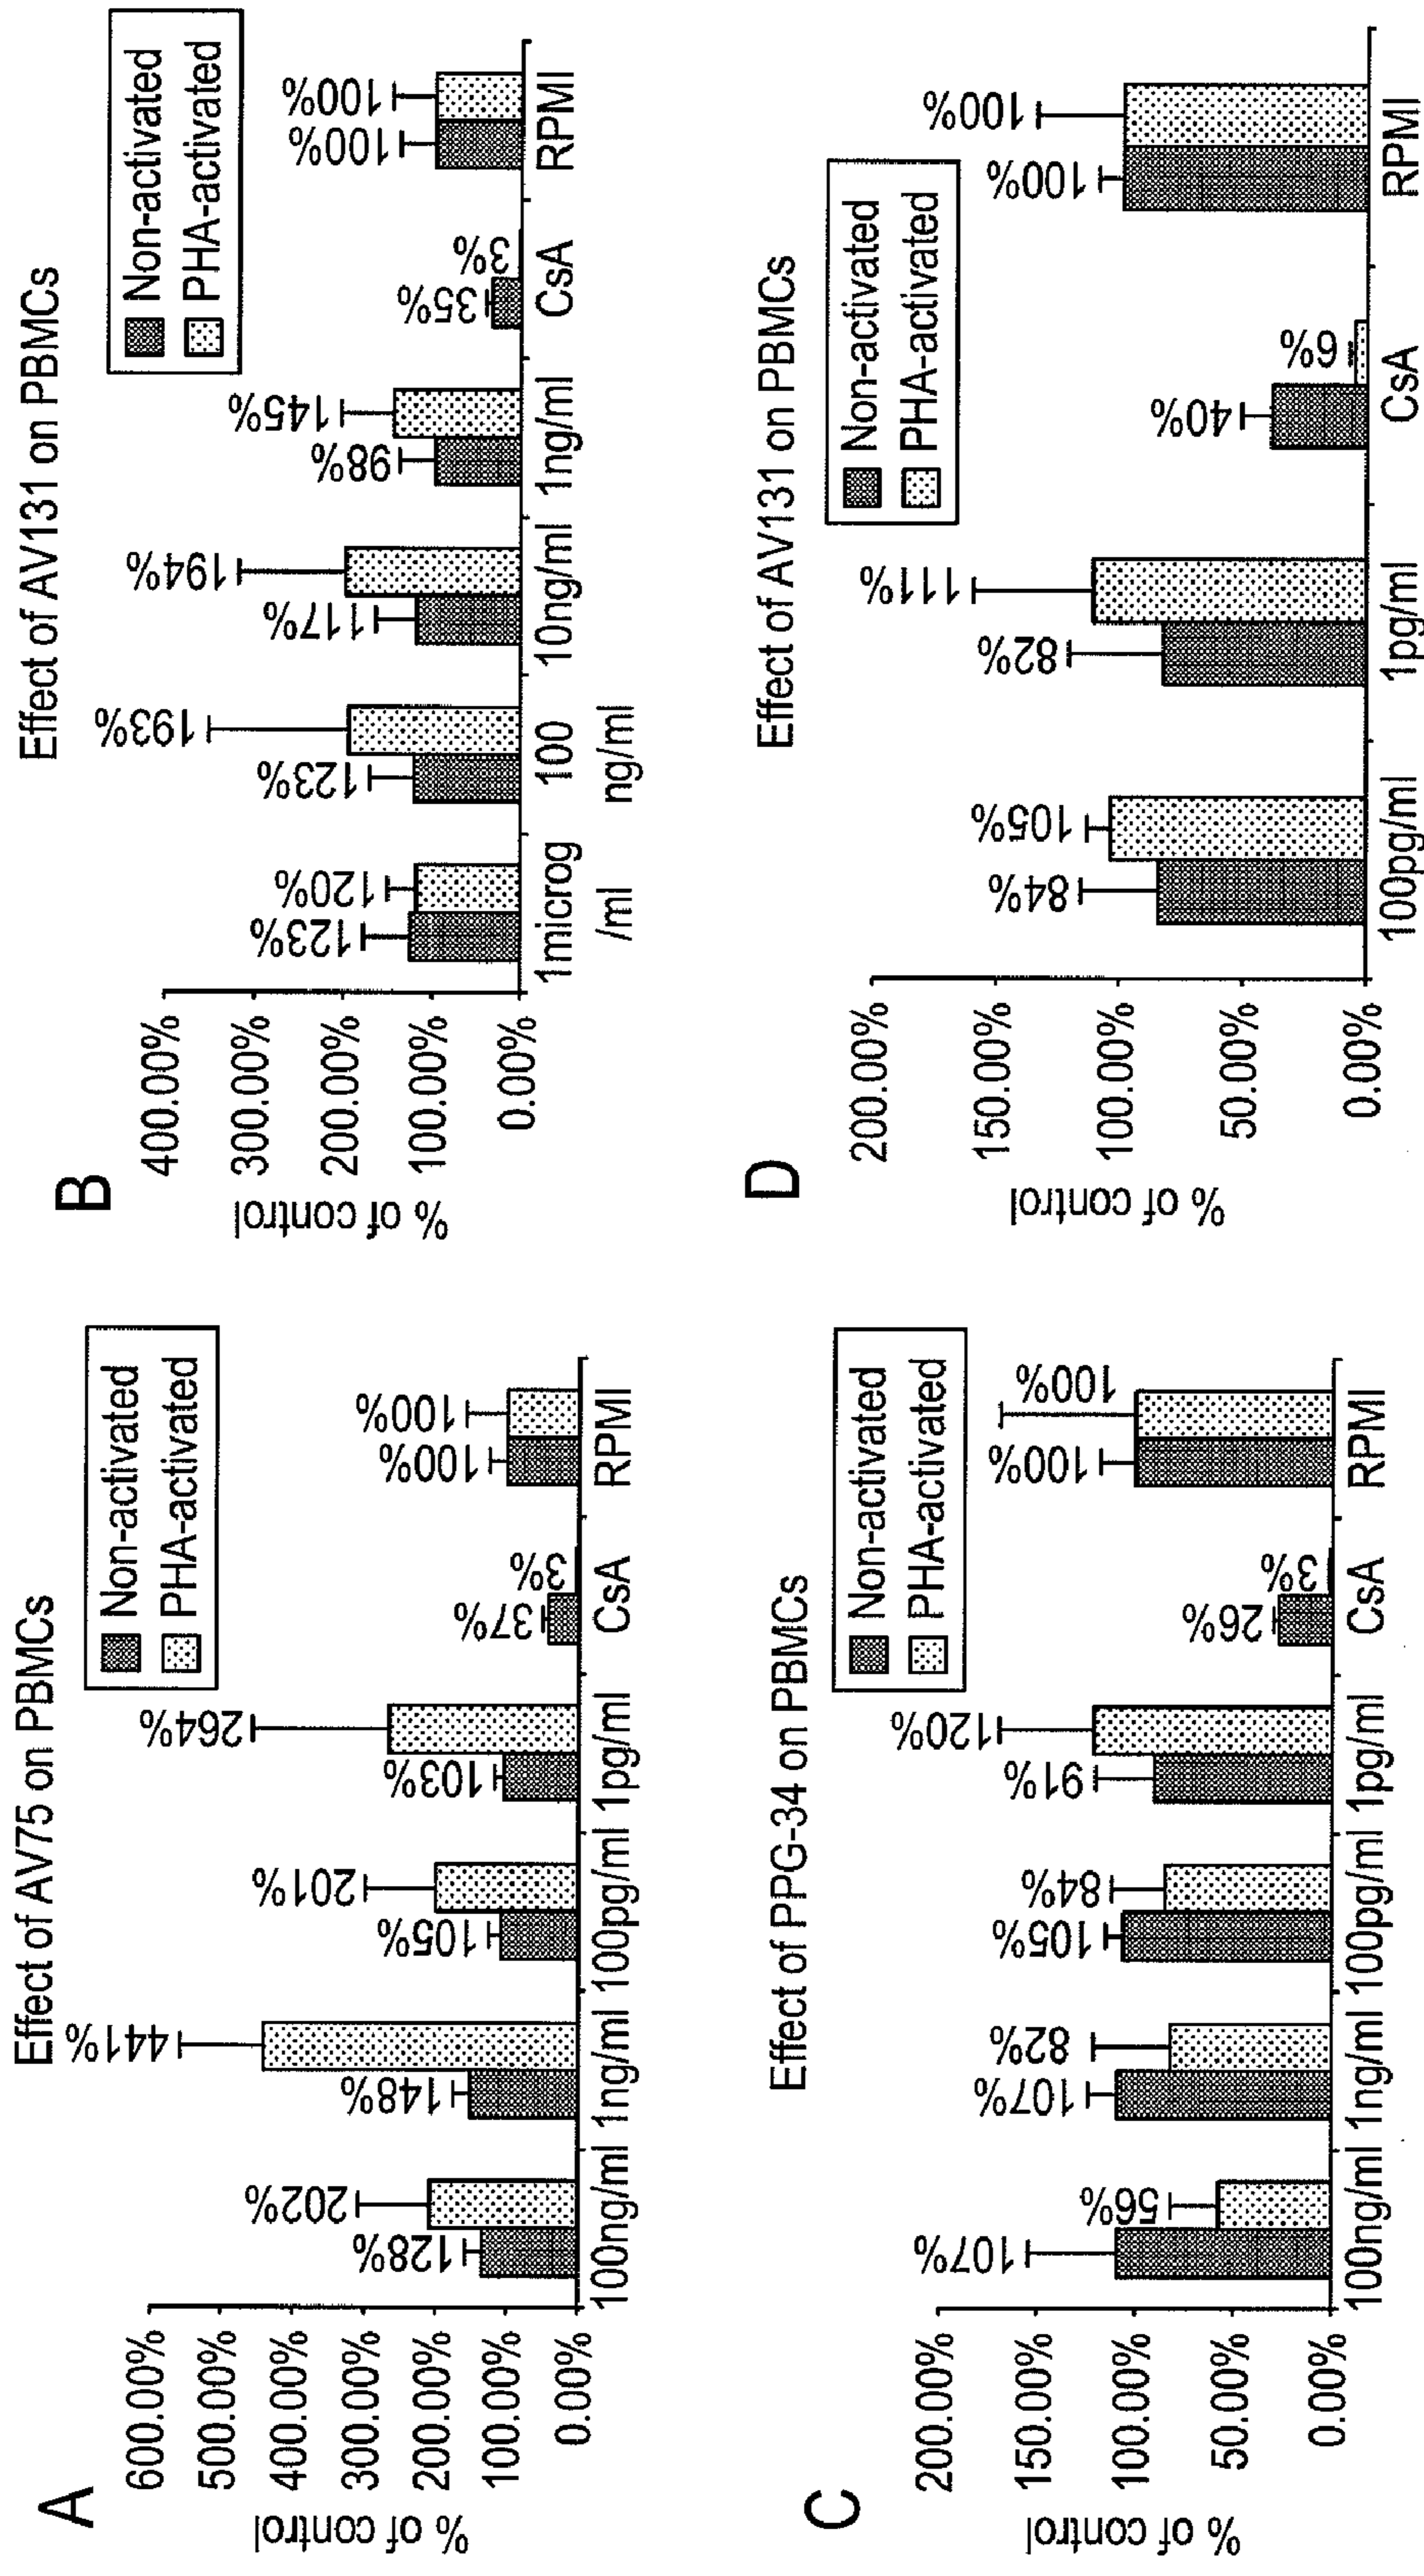 A
Effect of AV75 on PBMCs
Non-activated
PHA-activated
% of control
600.00%
500.00%
400.00%
300.00%
200.00%
100.00%
0.00%
128%
202%
148%
441%
105%
201%
103%
264%
37%
3%
100%
100%
100ng/ml 1ng/ml 100pg/ml 1pg/ml CsA RPMI
B
Effect of AV131 on PBMCs
Non-activated
PHA-activated
% of control
400.00%
300.00%
200.00%
100.00%
0.00%
123%
120%
123%
193%
117%
194%
98%
145%
35%
3%
100%
100%
1microg 100 10ng/ml 1ng/ml CsA RPMI
/ml ng/ml
C
Effect of PPG-34 on PBMCs
Non-activated
PHA-activated
% of control
200.00%
150.00%
100.00%
50.00%
0.00%
107%
56%
107%
82%
105%
84%
91%
120%
26%
3%
100%
100%
100ng/ml 1ng/ml 100pg/ml 1pg/ml CsA RPMI
D
Effect of AV131 on PBMCs
Non-activated
PHA-activated
% of control
200.00%
150.00%
100.00%
50.00%
0.00%
84%
105%
82%
111%
40%
6%
100%
100%
100pg/ml 1pg/ml CsA RPMI